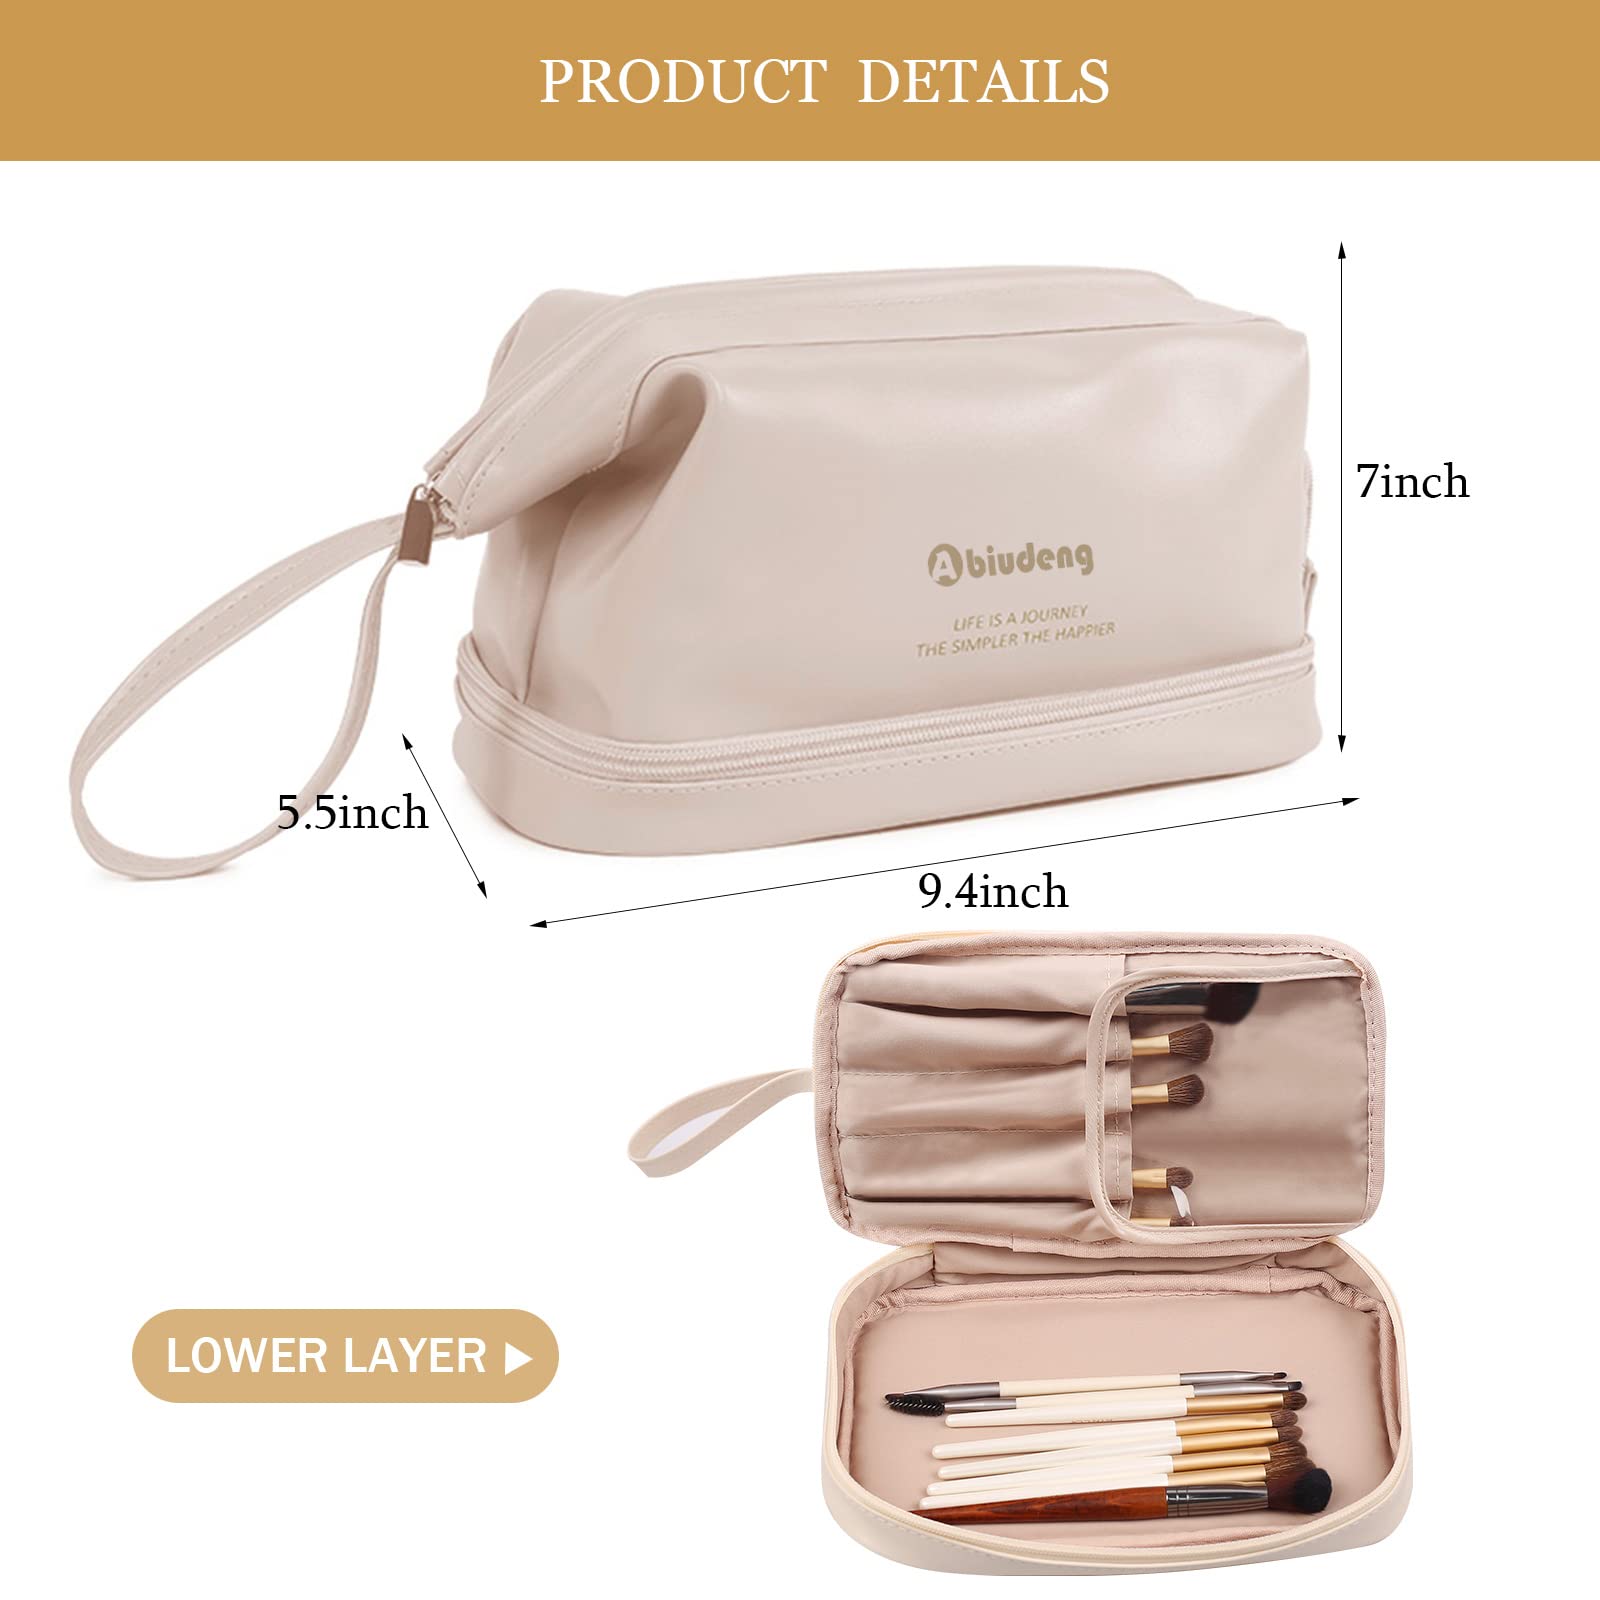 PRODUCT DETAILS
7inch
Abiudeng
LIFE IS A JOURNEY
THE SIMPLER THE HAPPIER
5.5inch
9.4inch
LOWER LAYER